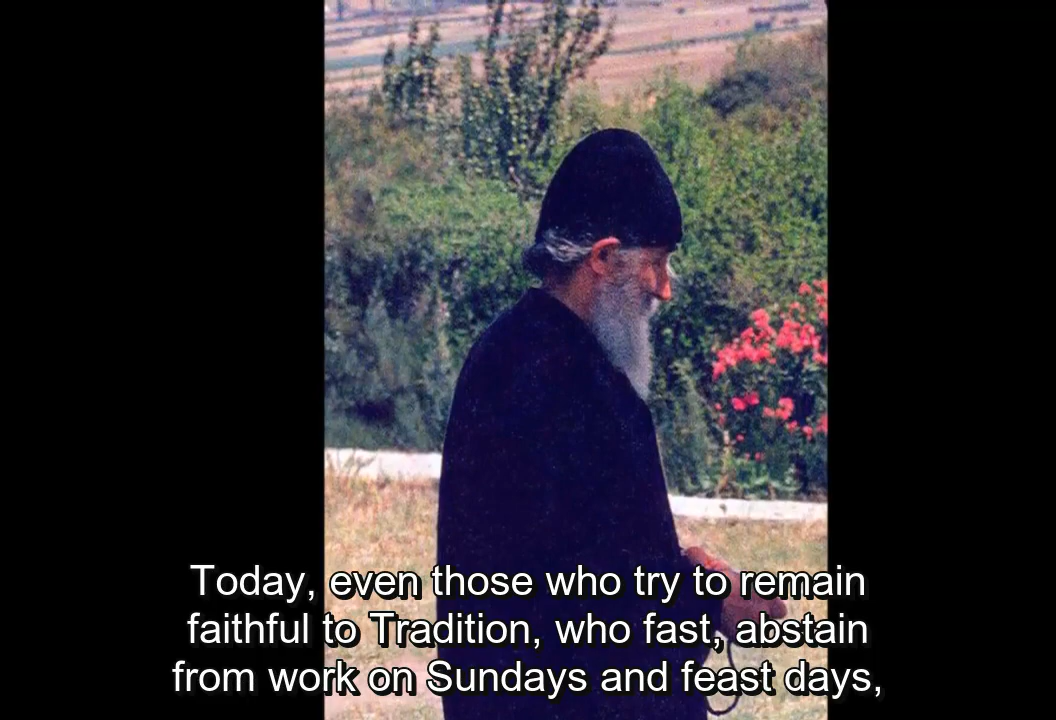 Today, even those who try to remain
faithful to Tradition, who fast, abstain
from work on Sundays and feast days,